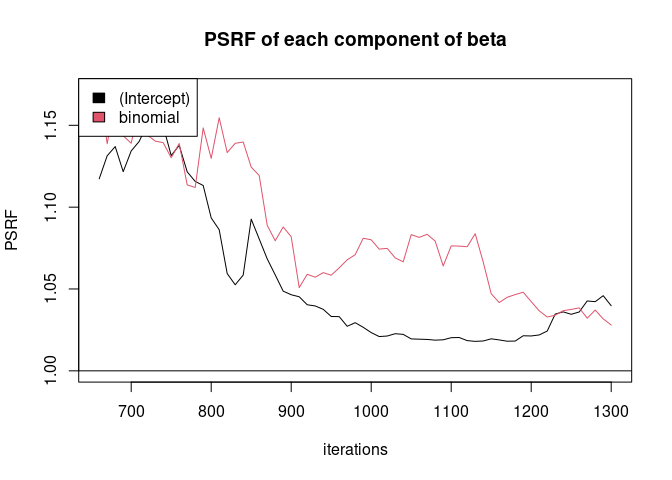 PSRF of each component of beta
(Intercept)
binomial
PSRF
1.15
1.10
1.05
1.00
700 800 900 1000 1100 1200 1300
iterations